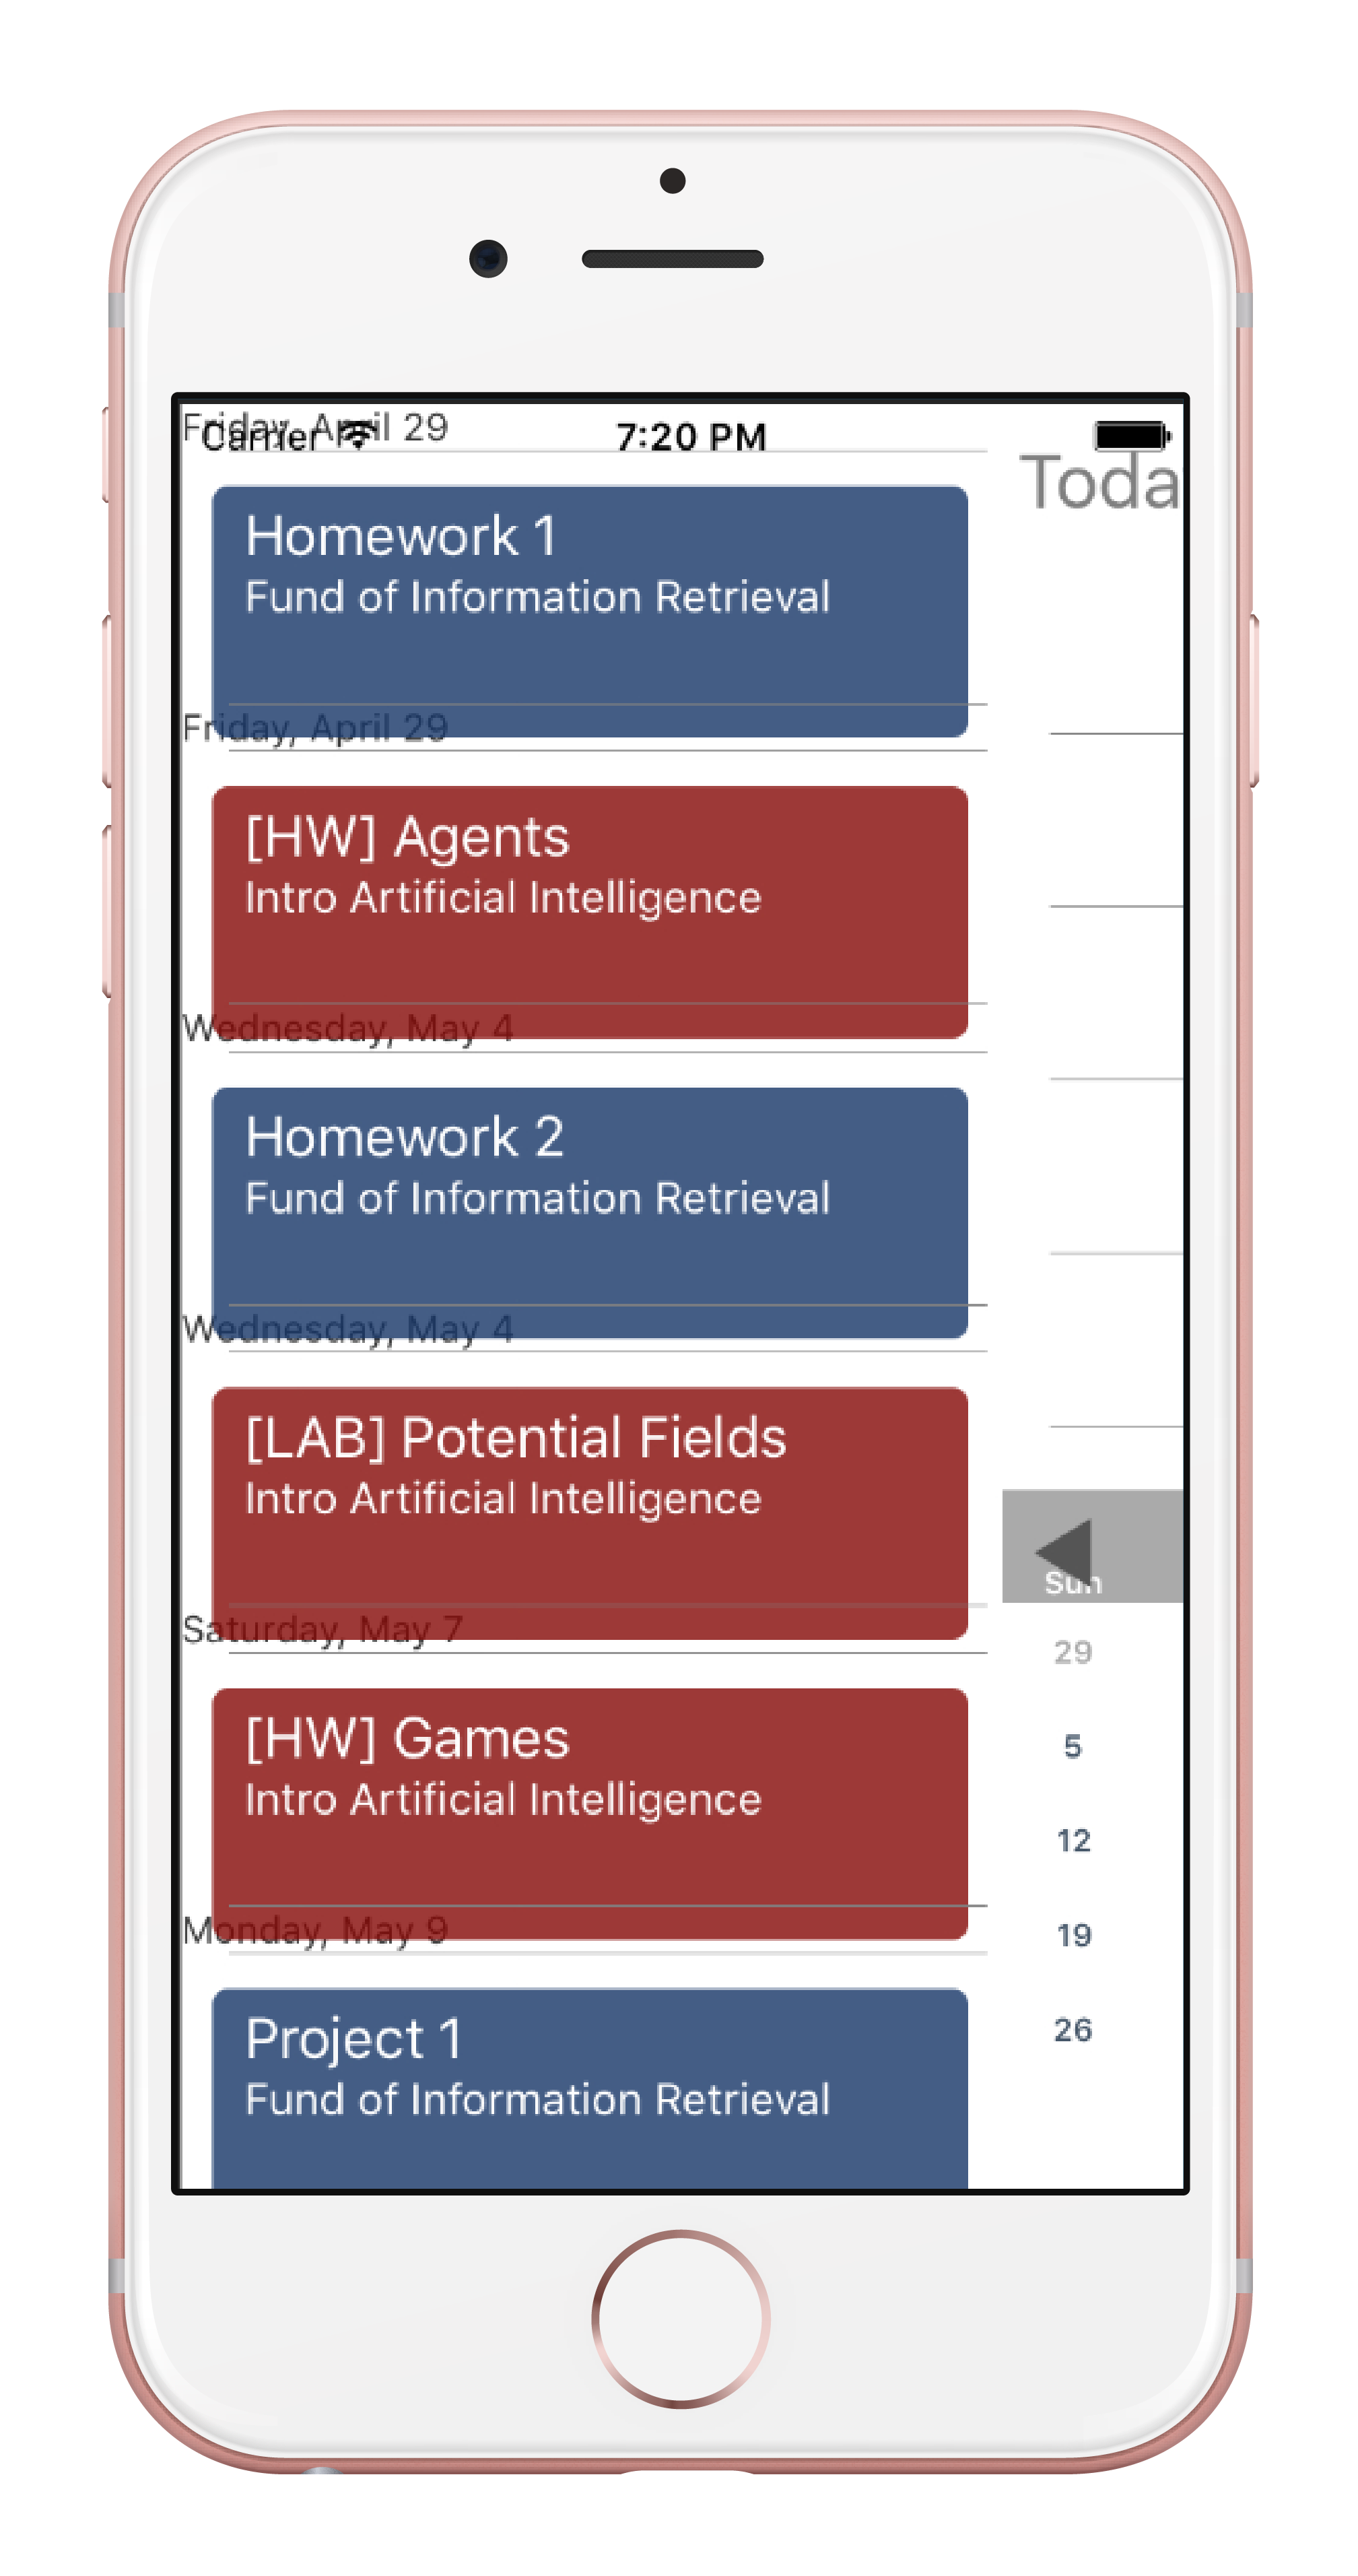 Friday, April 29
Carrier
7:20 PM
Toda
Homework 1
Fund of Information Retrieval
Friday, April 29
[HW] Agents
Intro Artificial Intelligence
Wednesday, May 4
Homework 2
Fund of Information Retrieval
Wednesday, May 4
[LAB] Potential Fields
Intro Artificial Intelligence
Saturday, May 7
[HW] Games
Intro Artificial Intelligence
Monday, May 9
Project 1
Fund of Information Retrieval
Sun
29
5
12
19
26